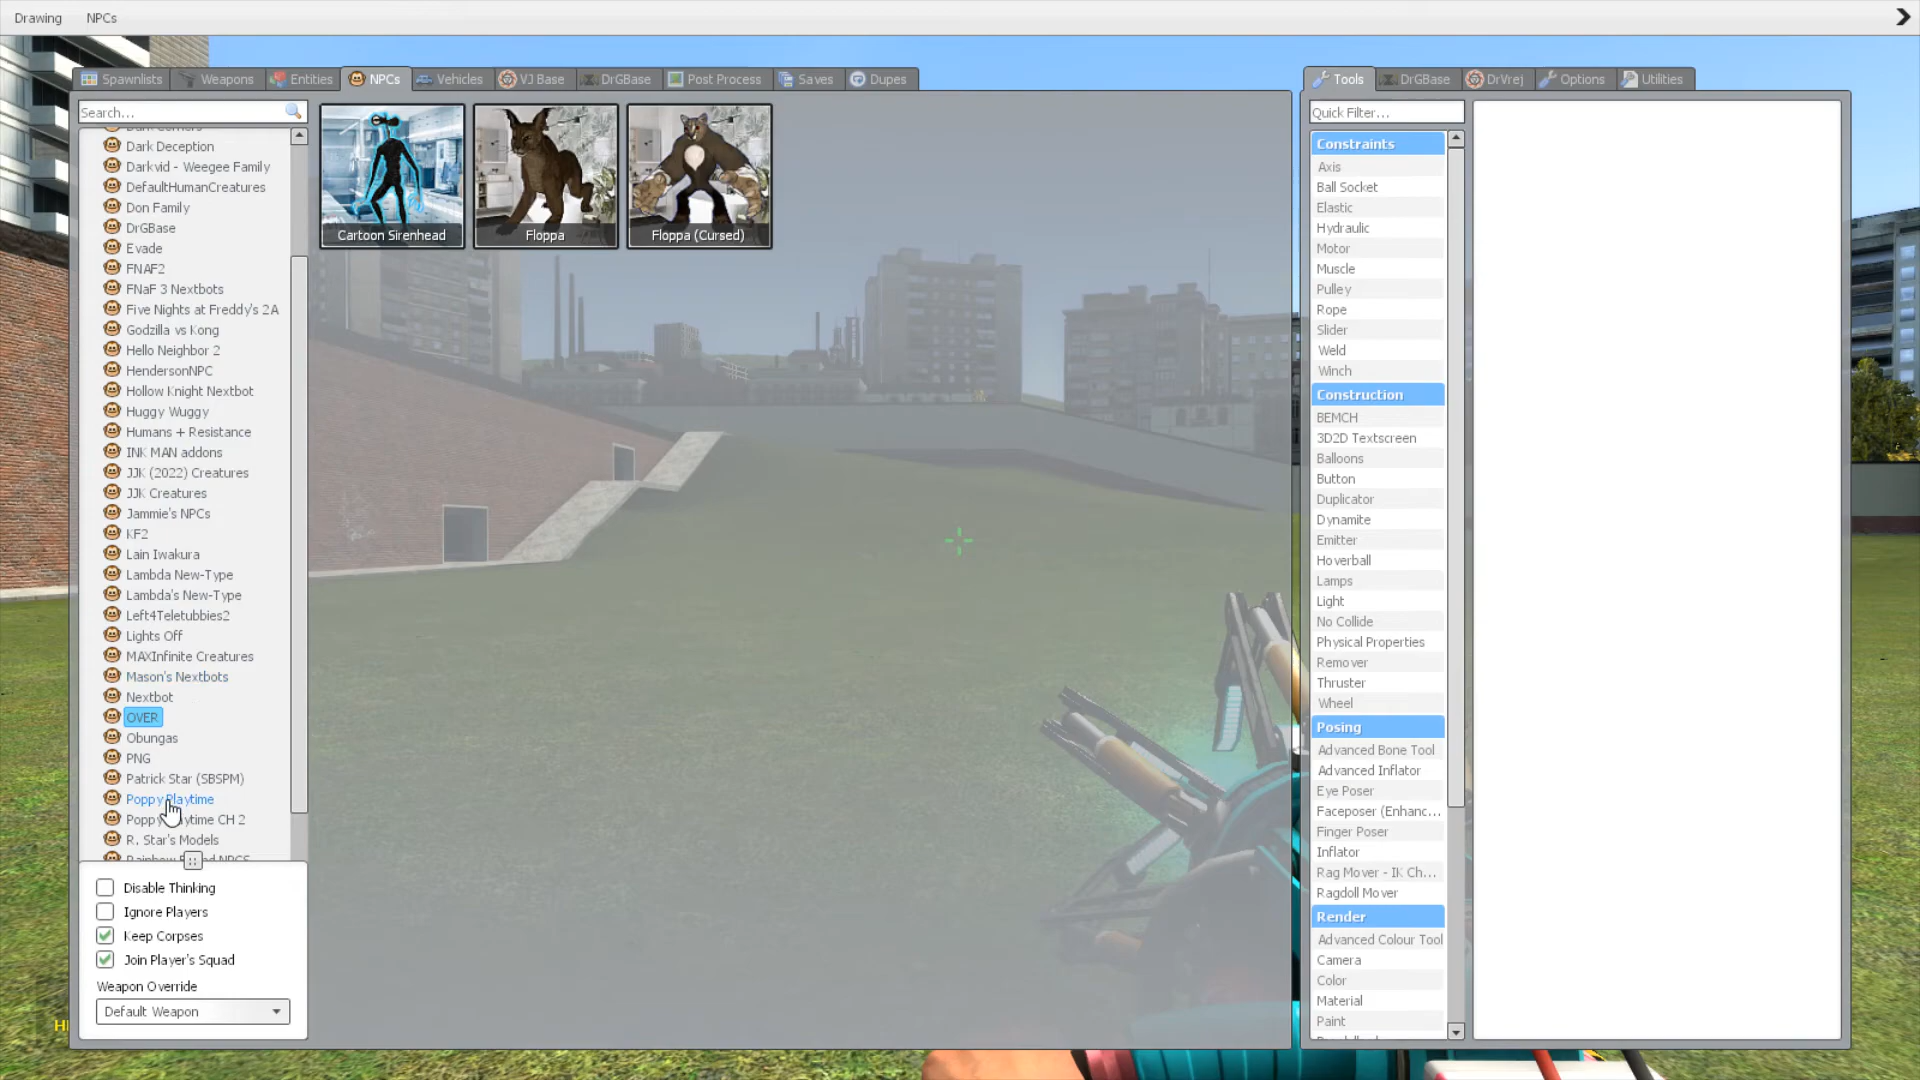 Drawing NPCs
Spawnlists Weapons Entities NPCs Vehicles VJ Base DrGBase Post Process Saves Dupes
Tools DrGBase DrVrej Options Utilities
Search...
Dark Deception
Darkvid - Weegee Family
DefaultHumanCreatures
Don Family
DrGBase
Evade
FNAF2
FNaF 3 Nextbots
Five Nights at Freddy's 2A
Godzilla vs Kong
Hello Neighbor 2
HendersonNPC
Hollow Knight Nextbot
Huggy Wuggy
Humans + Resistance
INK MAN addons
JJK (2022) Creatures
JJK Creatures
Jammie's NPCs
KF2
Lain Iwakura
Lambda New-Type
Lambda's New-Type
Left4Teletubbies2
Lights Off
MAXInfinite Creatures
Mason's Nextbots
Nextbot
OVER
Obungas
PNG
Patrick Star (SBSPM)
Poppy Playtime
Poppy Playtime CH 2
R. Star's Models
Disable Thinking
Ignore Players
Keep Corpses
Join Player's Squad
Weapon Override
Default Weapon
Cartoon Sirenhead
Floppa
Floppa (Cursed)
Quick Filter...
Constraints
Axis
Ball Socket
Elastic
Hydraulic
Motor
Muscle
Pulley
Rope
Slider
Weld
Winch
Construction
BEMCH
3D2D Textscreen
Balloons
Button
Duplicator
Dynamite
Emitter
Hoverball
Lamps
Light
No Collide
Physical Properties
Remover
Thruster
Wheel
Posing
Advanced Bone Tool
Advanced Inflator
Eye Poser
Faceposer (Enhanc...
Finger Poser
Inflator
Rag Mover - IK Ch...
Ragdoll Mover
Render
Advanced Colour Tool
Camera
Color
Material
Paint